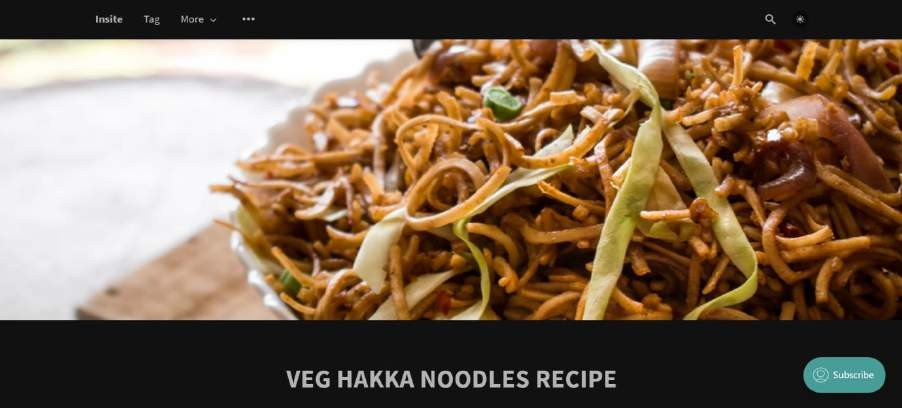 Insite Tag More
VEG HAKKA NOODLES RECIPE
Subscribe